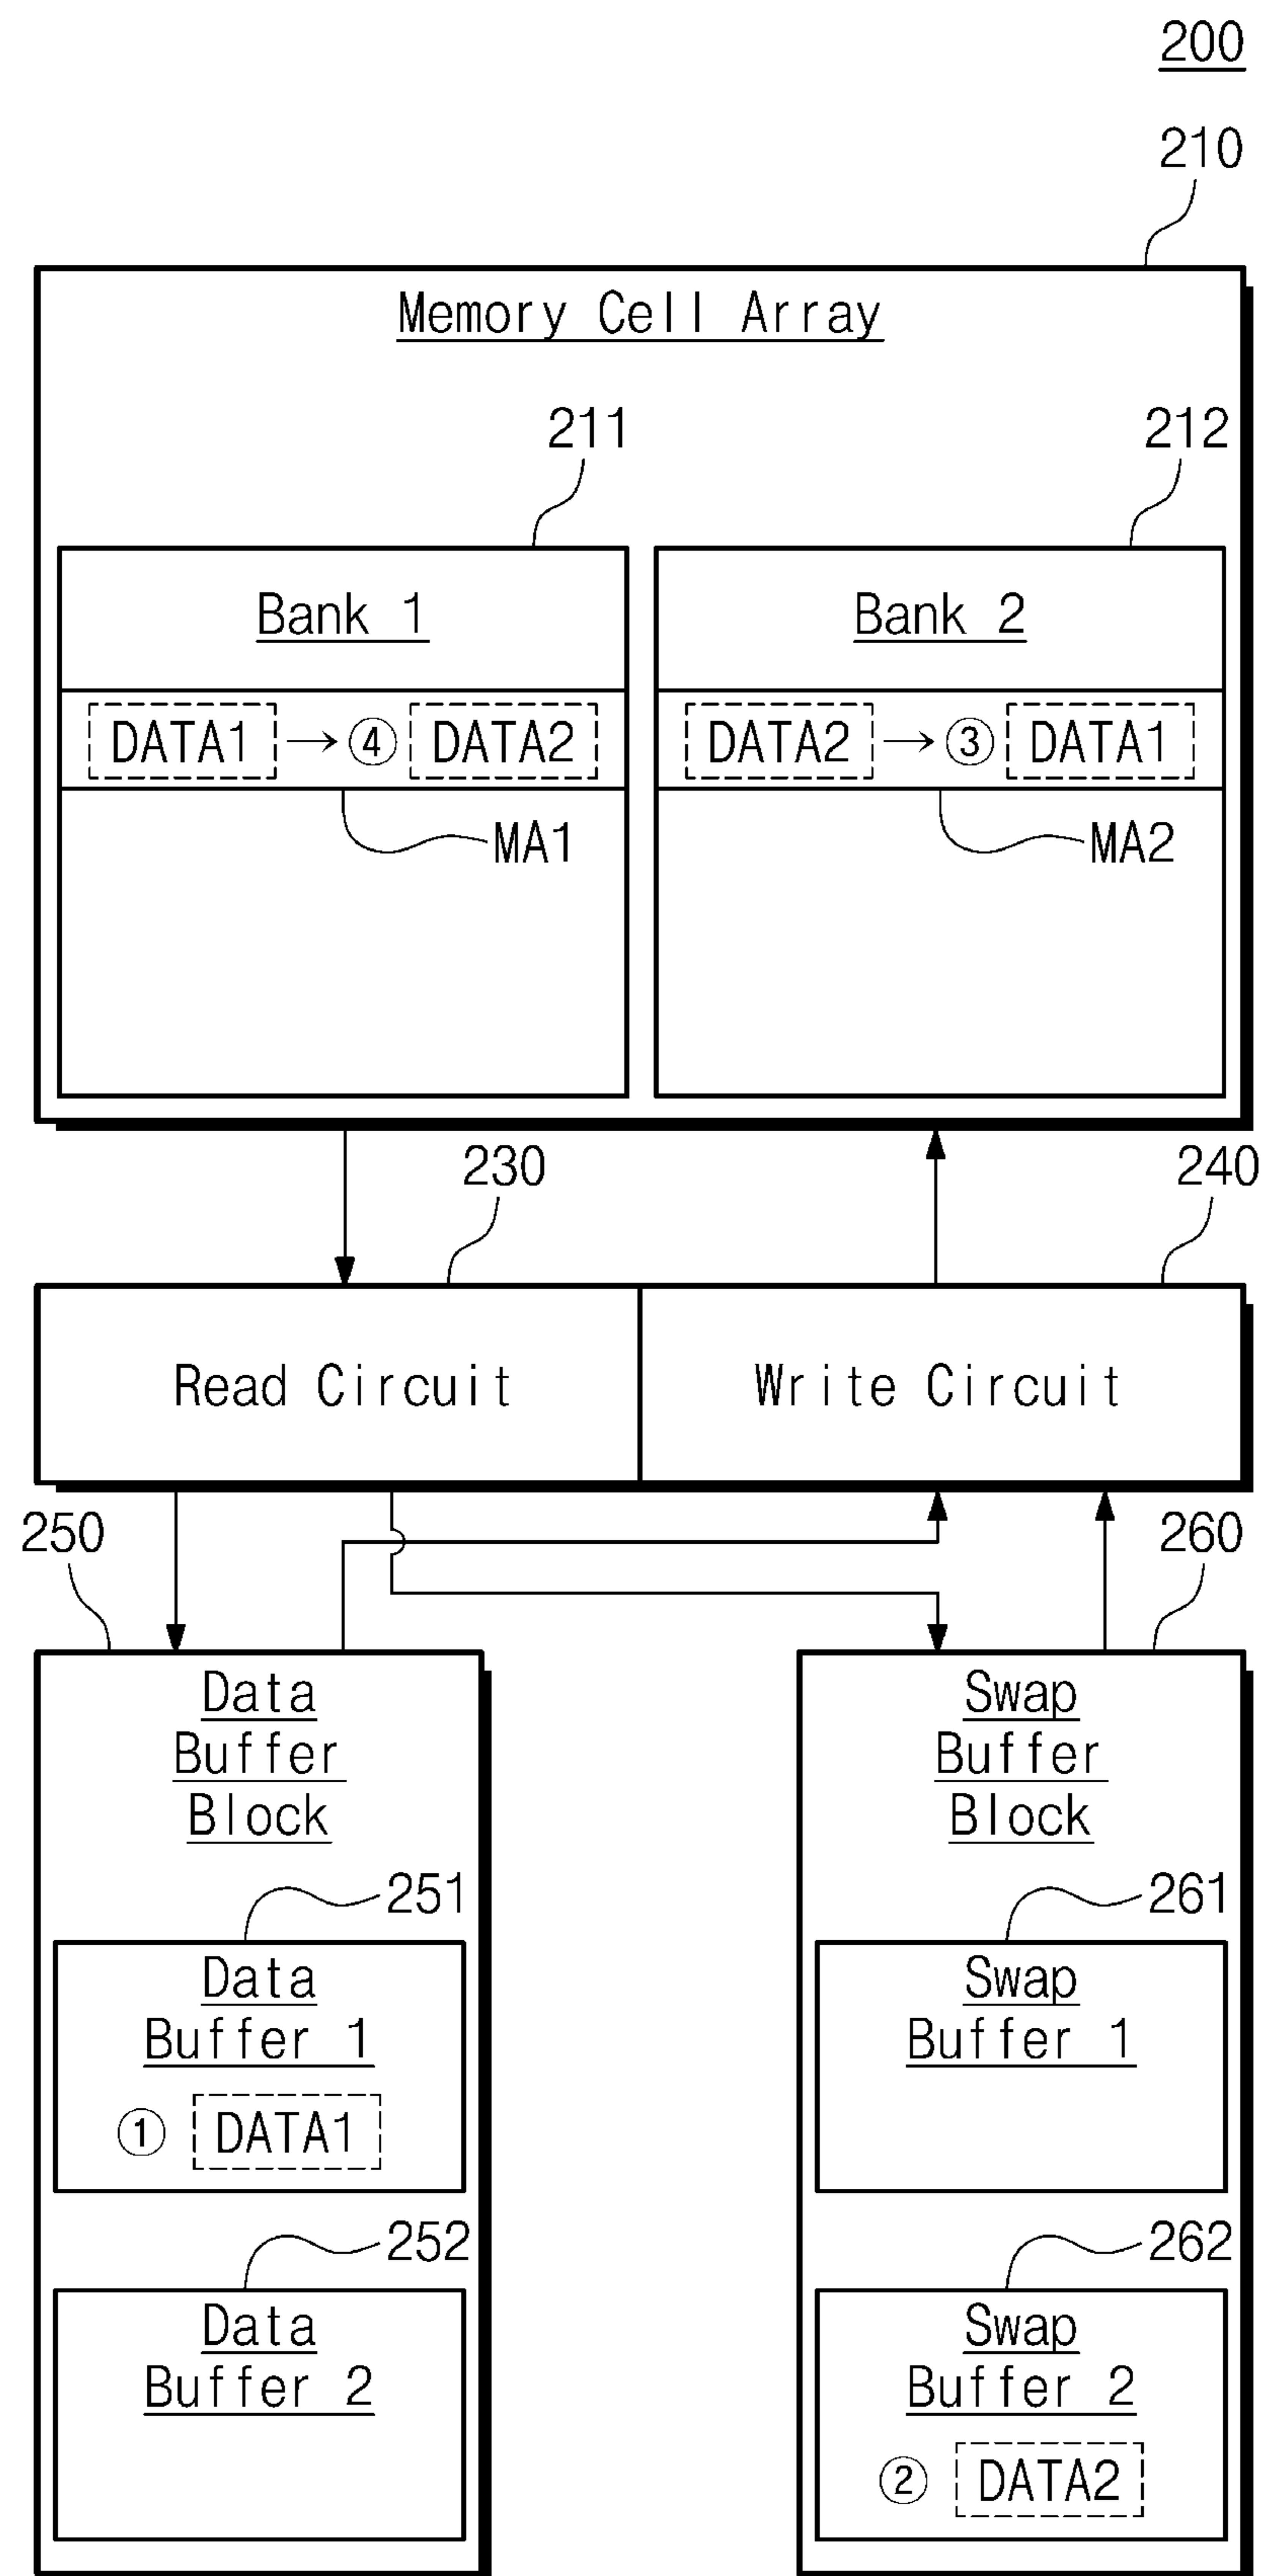 200
210
Memory Cell Array
211
212
Bank 1
Bank 2
DATA1 → ④ DATA2
DATA2 → ③ DATA1
MA1
MA2
230
240
Read Circuit
Write Circuit
250
260
Data
Buffer
Block
Swap
Buffer
Block
251
261
Data
Buffer 1
① DATA1
Swap
Buffer 1
252
262
Data
Buffer 2
Swap
Buffer 2
② DATA2